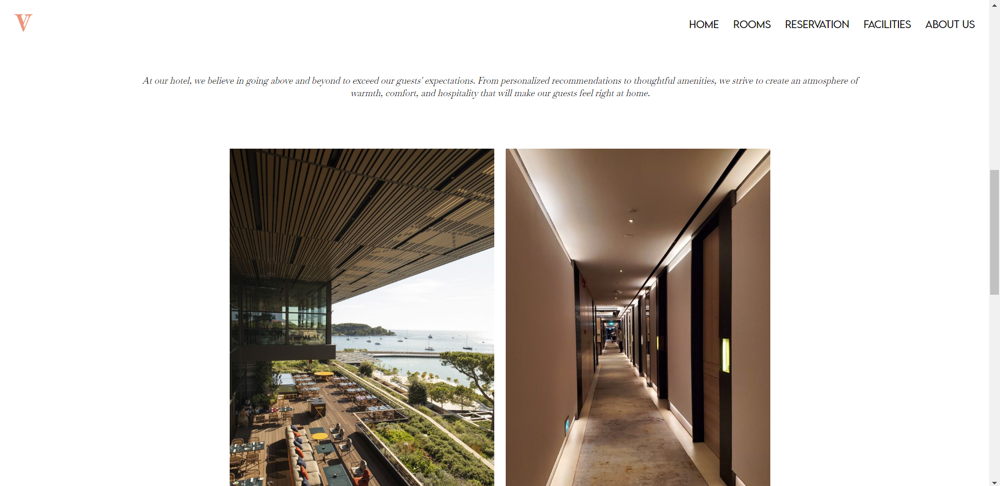 V
HOME ROOMS RESERVATION FACILITIES ABOUT US
At our hotel, we believe in going above and beyond to exceed our guests' expectations. From personalized recommendations to thoughtful amenities, we strive to create an atmosphere of
warmth, comfort, and hospitality that will make our guests feel right at home.